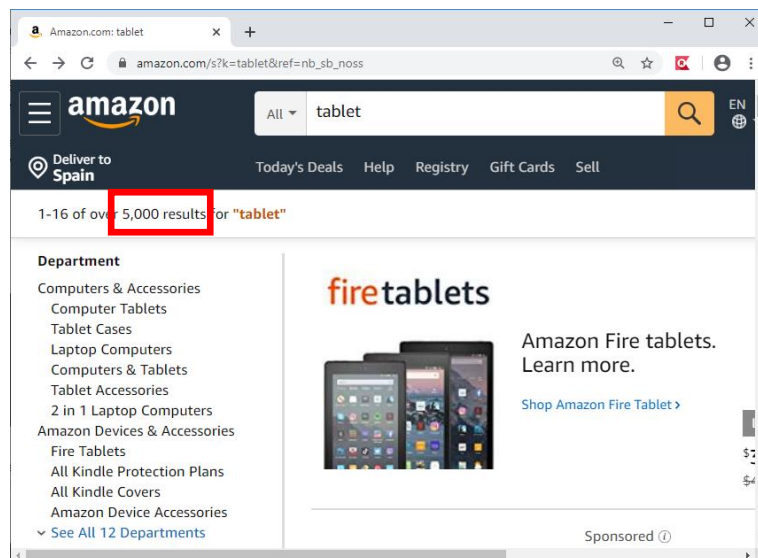 Amazon.com: tablet
amazon.com/s?k=tablet&ref=nb_sb_noss
amazon
All
tablet
EN
Deliver to
Spain
Today's Deals Help Registry Gift Cards Sell
1-16 of over 5,000 results for "tablet"
Department
Computers & Accessories
Computer Tablets
Tablet Cases
Laptop Computers
Computers & Tablets
Tablet Accessories
2 in 1 Laptop Computers
Amazon Devices & Accessories
Fire Tablets
All Kindle Protection Plans
All Kindle Covers
Amazon Device Accessories
See All 12 Departments
fire tablets
Amazon Fire tablets.
Learn more.
Shop Amazon Fire Tablet ›
Sponsored